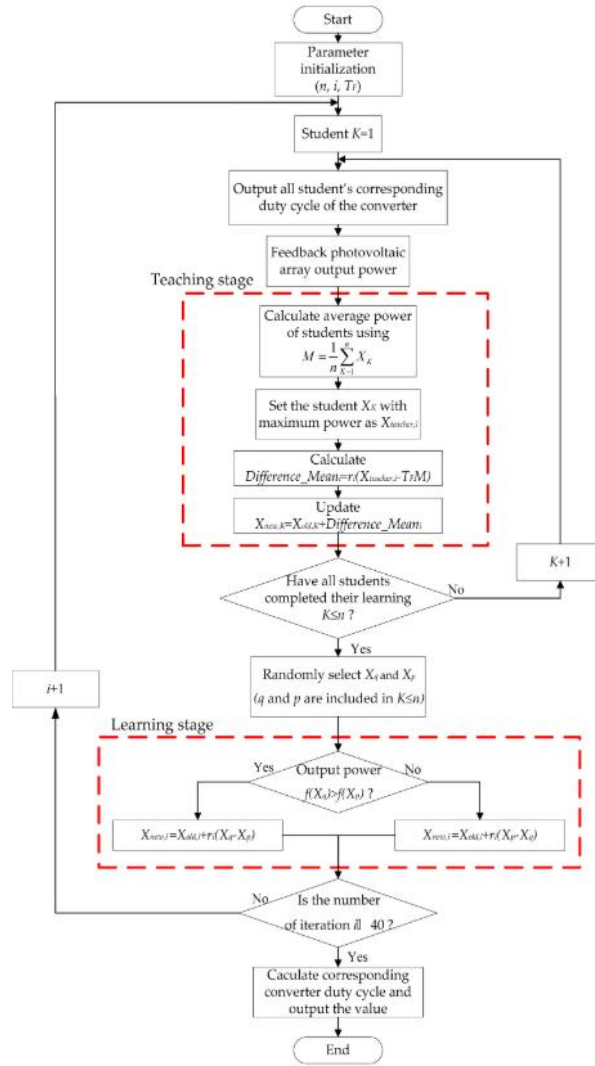 Start
Parameter
initialization
(n, i, TF)
Student K=1
Output all student's corresponding
duty cycle of the converter
Feedback photovoltaic
array output power
Teaching stage
Calculate average power
of students using
M = 1/n ∑ K=1 n XK
Set the student XK with
maximum power as Xteacher,i
Calculate
Difference_Meani=ri(Xteacher,i-TFM)
Update
Xnew,K=Xold,K+Difference_Meani
K+1
Have all students
completed their learning
K≤n ?
No
Yes
Randomly select Xq and Xp
(q and p are included in K≤n)
i+1
Learning stage
Yes
Output power
f(Xq)>f(Xp) ?
No
Xnew,i=Xold,i+ri(Xq-Xp)
Xnew,i=Xold,i+ri(Xp-Xq)
No
Is the number
of iteration i 40 ?
Yes
Caculate corresponding
converter duty cycle and
output the value
End